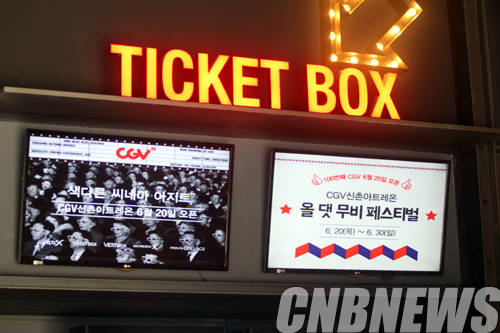 TICKET BOX
CGV
색다른 씨네마 아지트
CGV신촌아트레온 6월 20일 오픈
100번째 CGV 6월 20일 오픈
CGV신촌아트레온
올 댓 무비 페스티벌
6. 20(목) ~ 6. 30(일)
CNBNEWS